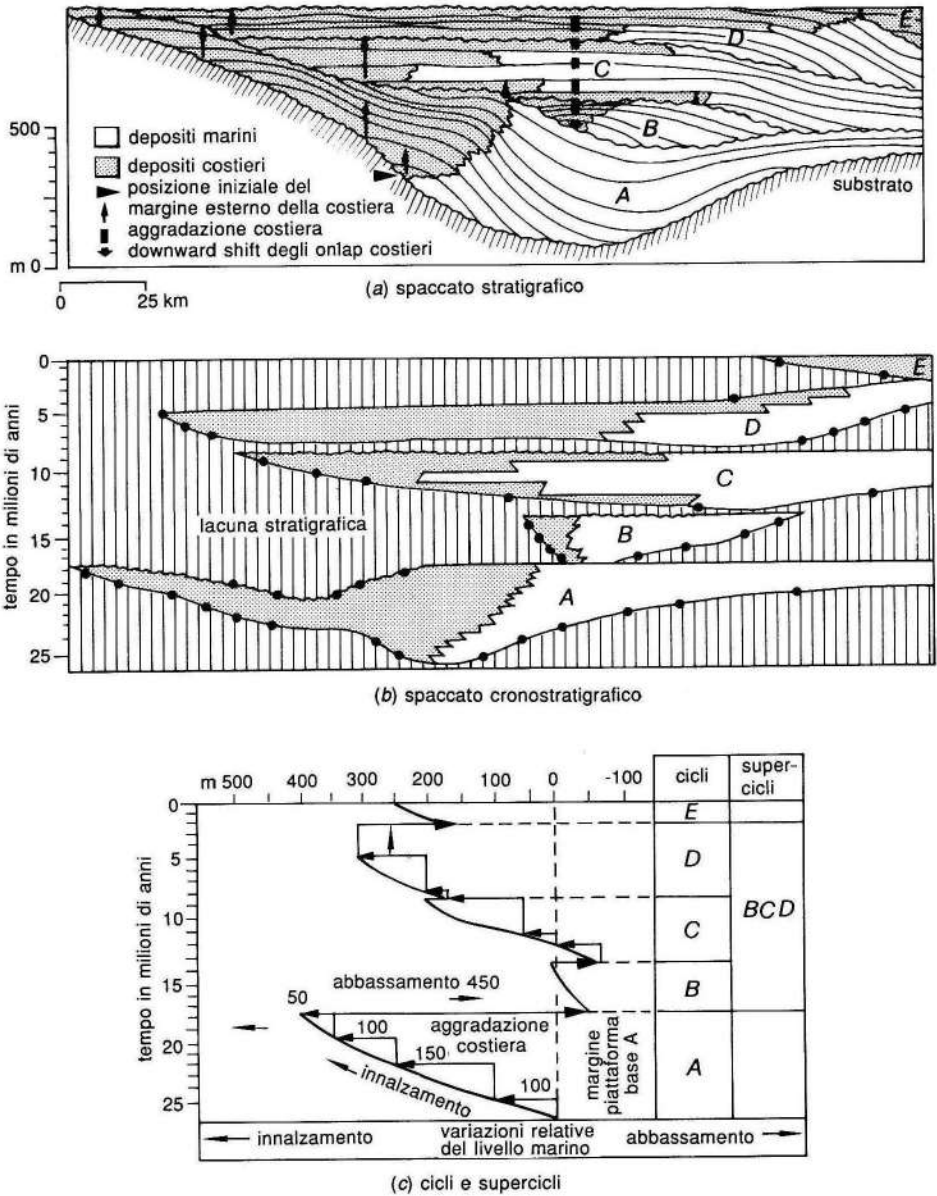 E
D
C
B
A
500
m 0
depositi marini
depositi costieri
posizione iniziale del
margine esterno della costiera
aggradazione costiera
downward shift degli onlap costieri
substrato
0 25 km
(a) spaccato stratigrafico
tempo in milioni di anni
0
5
10
15
20
25
E
D
C
lacuna stratigrafica
B
A
(b) spaccato cronostratigrafico
m 500 400 300 200 100 0 -100
cicli
super-
cicli
tempo in milioni di anni
0
5
10
15
20
25
E
D
C
B
A
BCD
abbassamento 450
50
aggradazione
costiera
100
150
100
innalzamento
margine
piattaforma
base A
innalzamento
variazioni relative
del livello marino
abbassamento
(c) cicli e supercicli